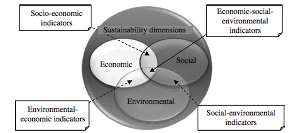 Socio-economic
indicators
Economic-social-
environmental
indicators
Sustainability dimensions
Economic
Social
Environmental
Environmental-
economic indicators
Social-environmental
indicators